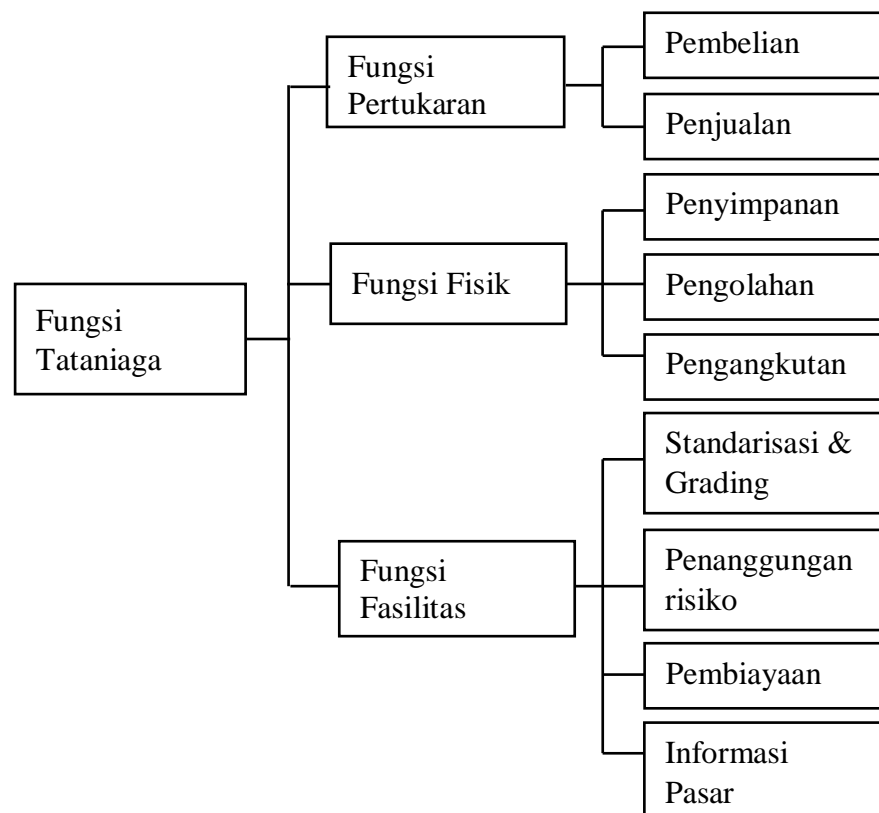 Fungsi
Tataniaga
Fungsi
Pertukaran
Pembelian
Penjualan
Fungsi Fisik
Penyimpanan
Pengolahan
Pengangkutan
Fungsi
Fasilitas
Standarisasi &
Grading
Penanggungan
risiko
Pembiayaan
Informasi
Pasar